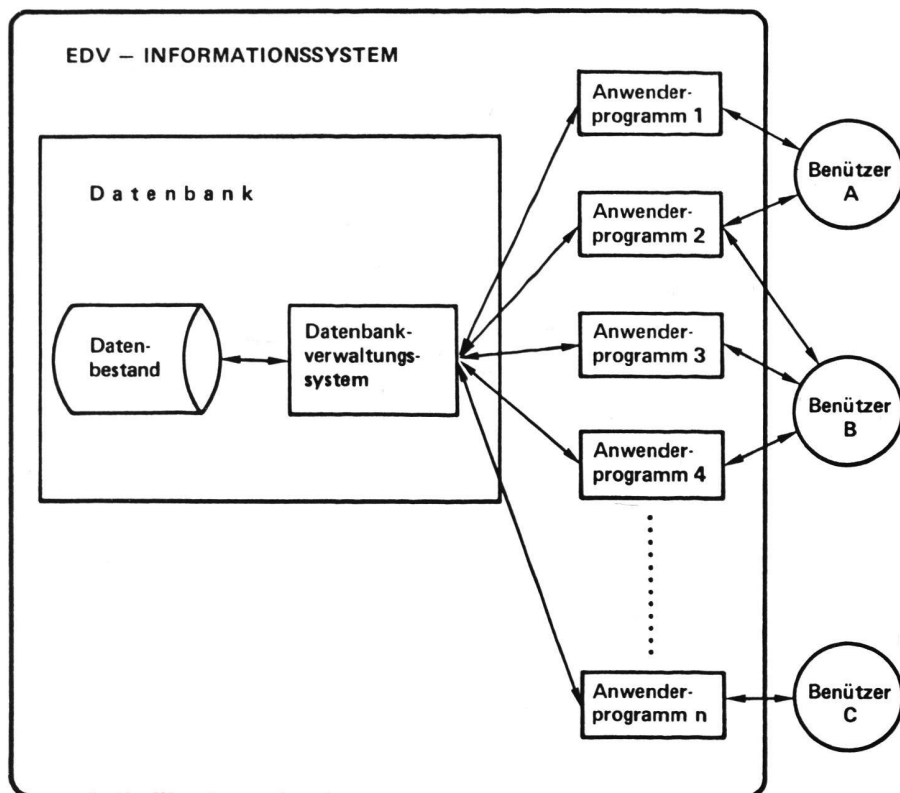 EDV – INFORMATIONSSYSTEM
Datenbank
Daten-
bestand
Datenbank-
verwaltungs-
system
Anwender-
programm 1
Anwender-
programm 2
Anwender-
programm 3
Anwender-
programm 4
Anwender-
programm n
Benützer
A
Benützer
B
Benützer
C